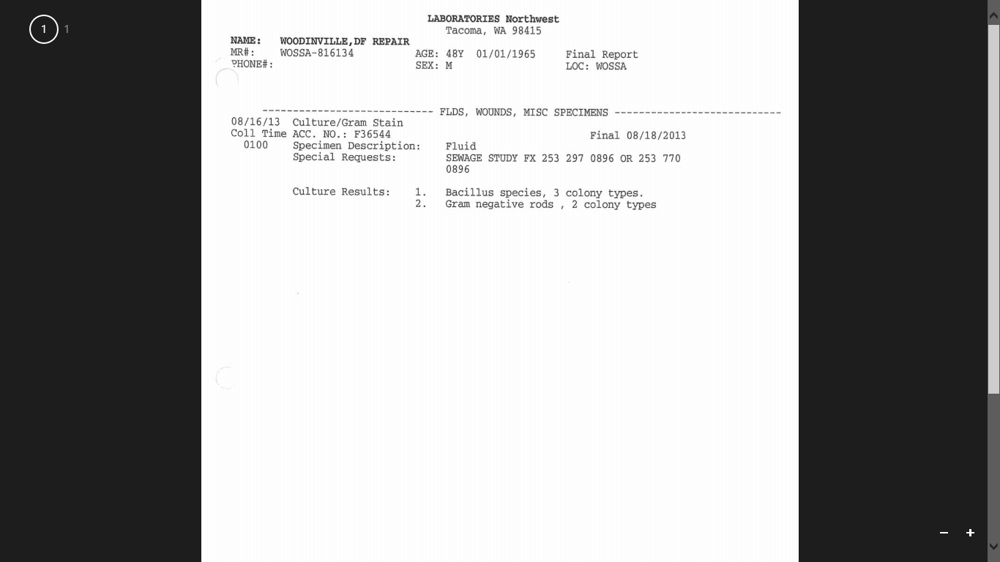 1 1
LABORATORIES Northwest
Tacoma, WA 98415
NAME: WOODINVILLE,DF REPAIR
MR#: WOSSA-816134 AGE: 48Y 01/01/1965 Final Report
PHONE#: SEX: M LOC: WOSSA
---------------------------- FLDS, WOUNDS, MISC SPECIMENS ----------------------------
08/16/13 Culture/Gram Stain
Coll Time ACC. NO.: F36544 Final 08/18/2013
0100 Specimen Description: Fluid
Special Requests: SEWAGE STUDY FX 253 297 0896 OR 253 770
0896
Culture Results: 1. Bacillus species, 3 colony types.
2. Gram negative rods , 2 colony types